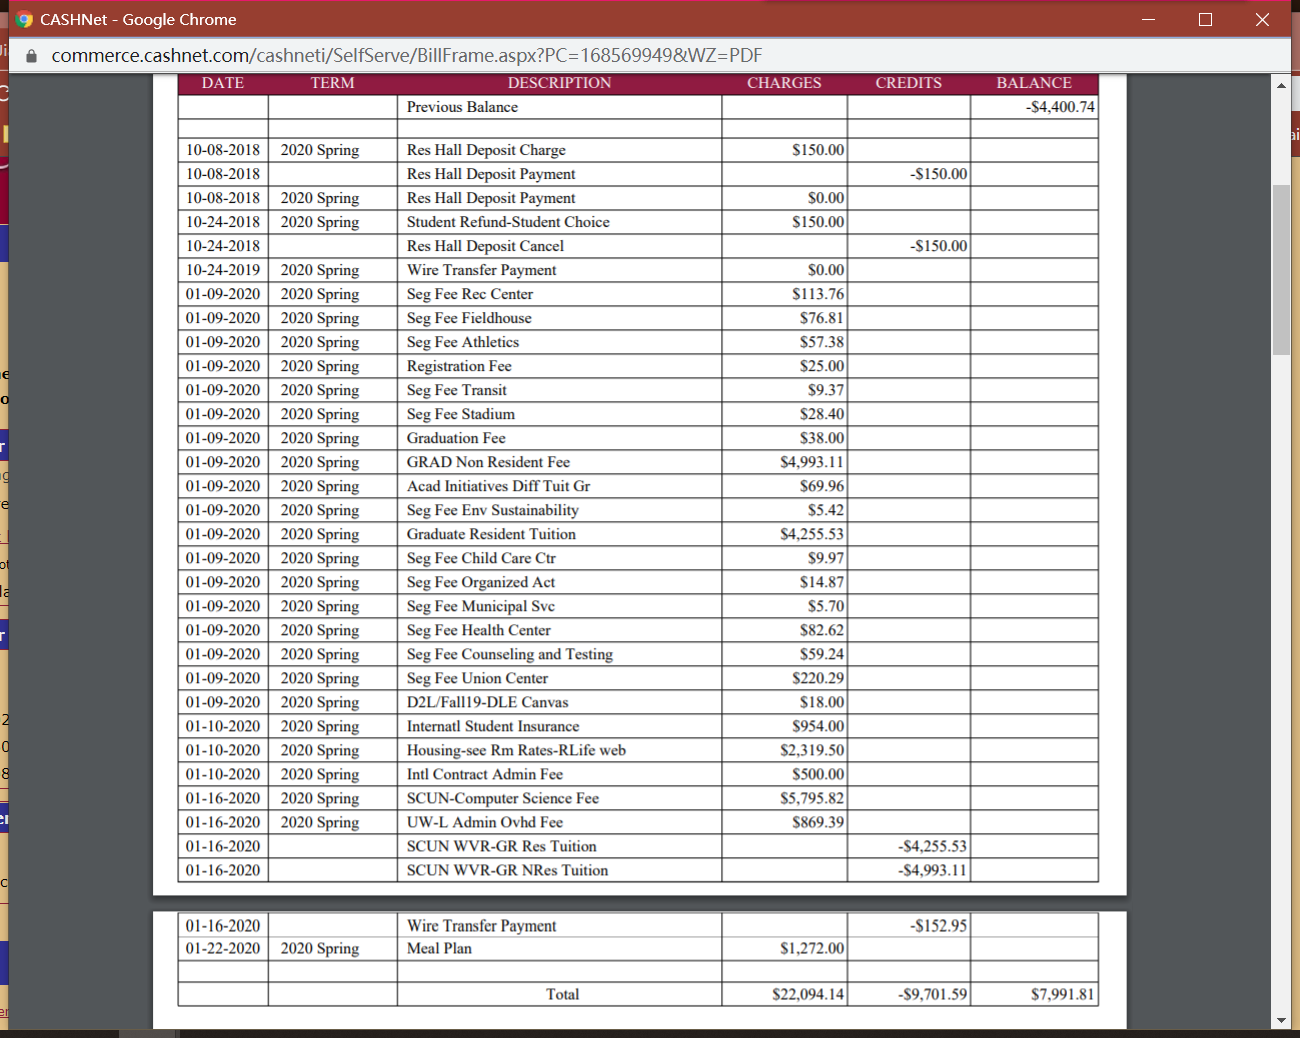 CASHNet - Google Chrome
commerce.cashnet.com/cashneti/SelfServe/BillFrame.aspx?PC=168569949&WZ=PDF
DATE TERM DESCRIPTION CHARGES CREDITS BALANCE
Previous Balance -$4,400.74
10-08-2018 2020 Spring Res Hall Deposit Charge $150.00
10-08-2018 Res Hall Deposit Payment -$150.00
10-08-2018 2020 Spring Res Hall Deposit Payment $0.00
10-24-2018 2020 Spring Student Refund-Student Choice $150.00
10-24-2018 Res Hall Deposit Cancel -$150.00
10-24-2019 2020 Spring Wire Transfer Payment $0.00
01-09-2020 2020 Spring Seg Fee Rec Center $113.76
01-09-2020 2020 Spring Seg Fee Fieldhouse $76.81
01-09-2020 2020 Spring Seg Fee Athletics $57.38
01-09-2020 2020 Spring Registration Fee $25.00
01-09-2020 2020 Spring Seg Fee Transit $9.37
01-09-2020 2020 Spring Seg Fee Stadium $28.40
01-09-2020 2020 Spring Graduation Fee $38.00
01-09-2020 2020 Spring GRAD Non Resident Fee $4,993.11
01-09-2020 2020 Spring Acad Initiatives Diff Tuit Gr $69.96
01-09-2020 2020 Spring Seg Fee Env Sustainability $5.42
01-09-2020 2020 Spring Graduate Resident Tuition $4,255.53
01-09-2020 2020 Spring Seg Fee Child Care Ctr $9.97
01-09-2020 2020 Spring Seg Fee Organized Act $14.87
01-09-2020 2020 Spring Seg Fee Municipal Svc $5.70
01-09-2020 2020 Spring Seg Fee Health Center $82.62
01-09-2020 2020 Spring Seg Fee Counseling and Testing $59.24
01-09-2020 2020 Spring Seg Fee Union Center $220.29
01-09-2020 2020 Spring D2L/Fall19-DLE Canvas $18.00
01-10-2020 2020 Spring Internatl Student Insurance $954.00
01-10-2020 2020 Spring Housing-see Rm Rates-RLife web $2,319.50
01-10-2020 2020 Spring Intl Contract Admin Fee $500.00
01-16-2020 2020 Spring SCUN-Computer Science Fee $5,795.82
01-16-2020 2020 Spring UW-L Admin Ovhd Fee $869.39
01-16-2020 SCUN WVR-GR Res Tuition -$4,255.53
01-16-2020 SCUN WVR-GR NRes Tuition -$4,993.11
01-16-2020 Wire Transfer Payment -$152.95
01-22-2020 2020 Spring Meal Plan $1,272.00
Total $22,094.14 -$9,701.59 $7,991.81